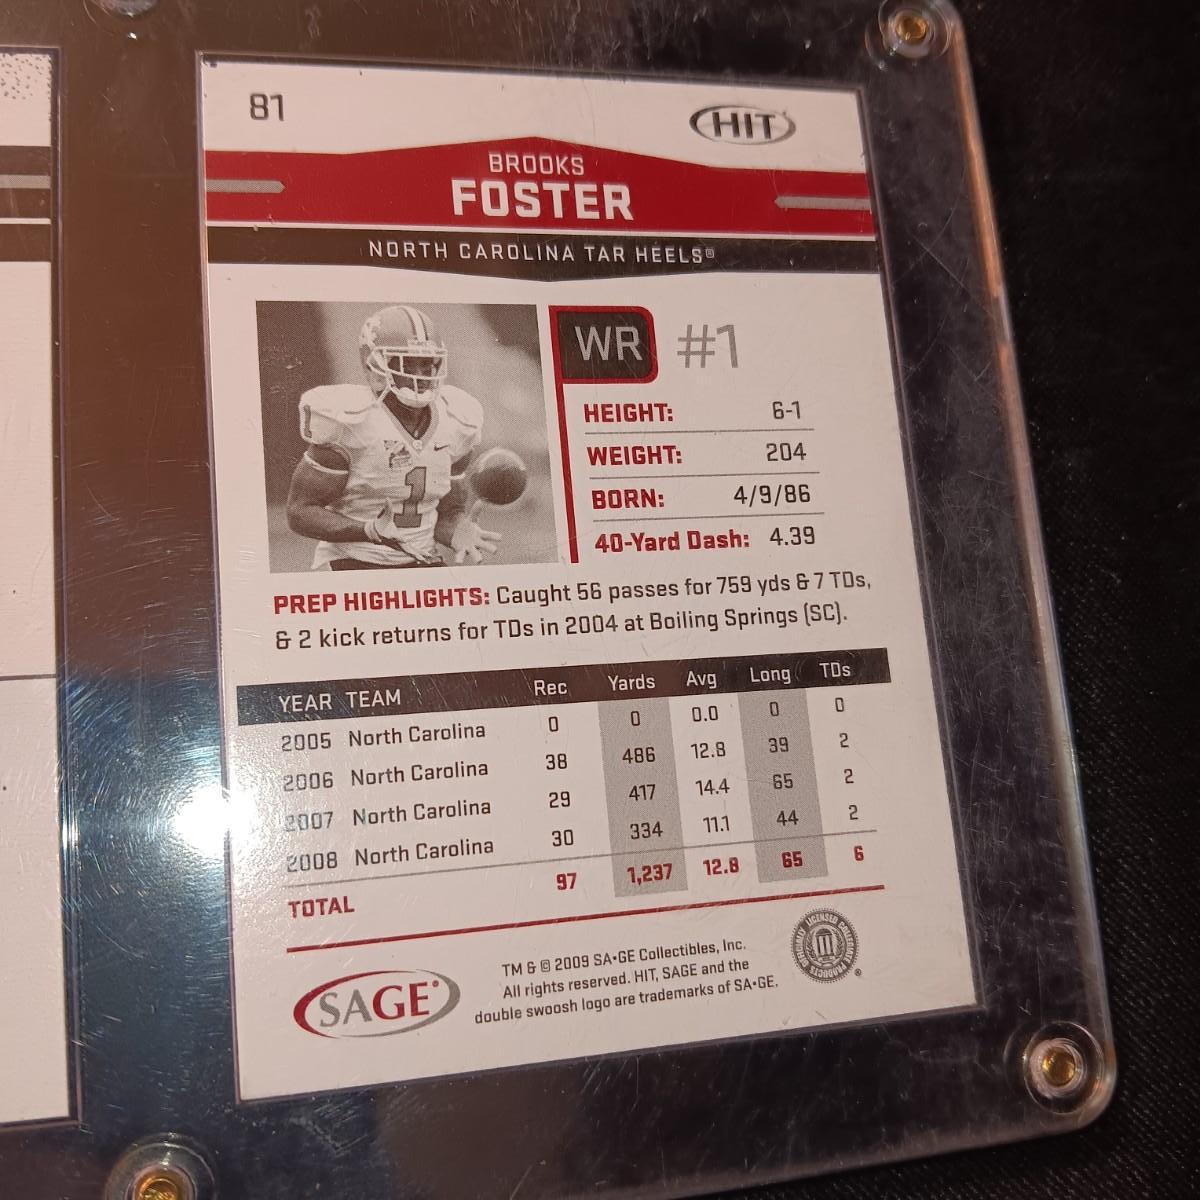 81
HIT
BROOKS
FOSTER
NORTH CAROLINA TAR HEELS®
WR #1
HEIGHT: 6-1
WEIGHT: 204
BORN: 4/9/86
40-Yard Dash: 4.39
1
1
PREP HIGHLIGHTS: Caught 56 passes for 759 yds & 7 TDs,
& 2 kick returns for TDs in 2004 at Boiling Springs (SC).
YEAR TEAM Rec Yards Avg Long TDs
2005 North Carolina 0 0 0.0 0 0
2006 North Carolina 38 486 12.8 39 2
2007 North Carolina 29 417 14.4 65 2
2008 North Carolina 30 334 11.1 44 2
TOTAL 97 1,237 12.8 65 6
SAGE®
TM & © 2009 SA•GE Collectibles, Inc.
All rights reserved. HIT, SAGE and the
double swoosh logo are trademarks of SA•GE.
OFFICIALLY LICENSED COLLEGIATE PRODUCTS ®